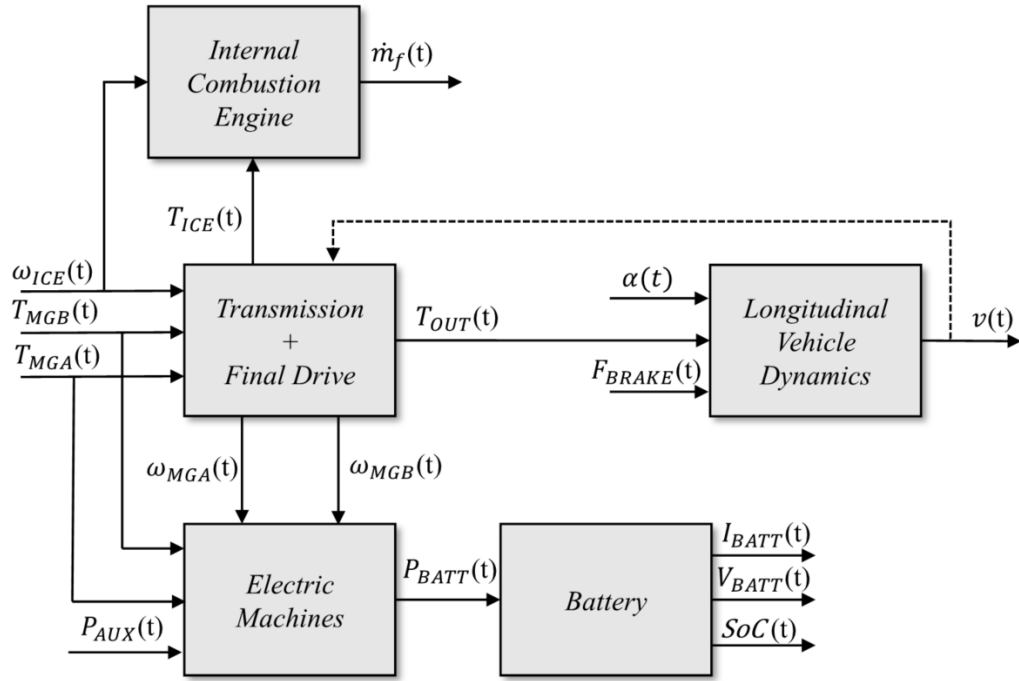 Internal
Combustion
Engine
ṁ_f(t)
T_ICE(t)
ω_ICE(t)
T_MGB(t)
T_MGA(t)
Transmission
+
Final Drive
T_OUT(t)
α(t)
F_BRAKE(t)
Longitudinal
Vehicle
Dynamics
v(t)
ω_MGA(t)
ω_MGB(t)
P_AUX(t)
Electric
Machines
P_BATT(t)
Battery
I_BATT(t)
V_BATT(t)
SoC(t)